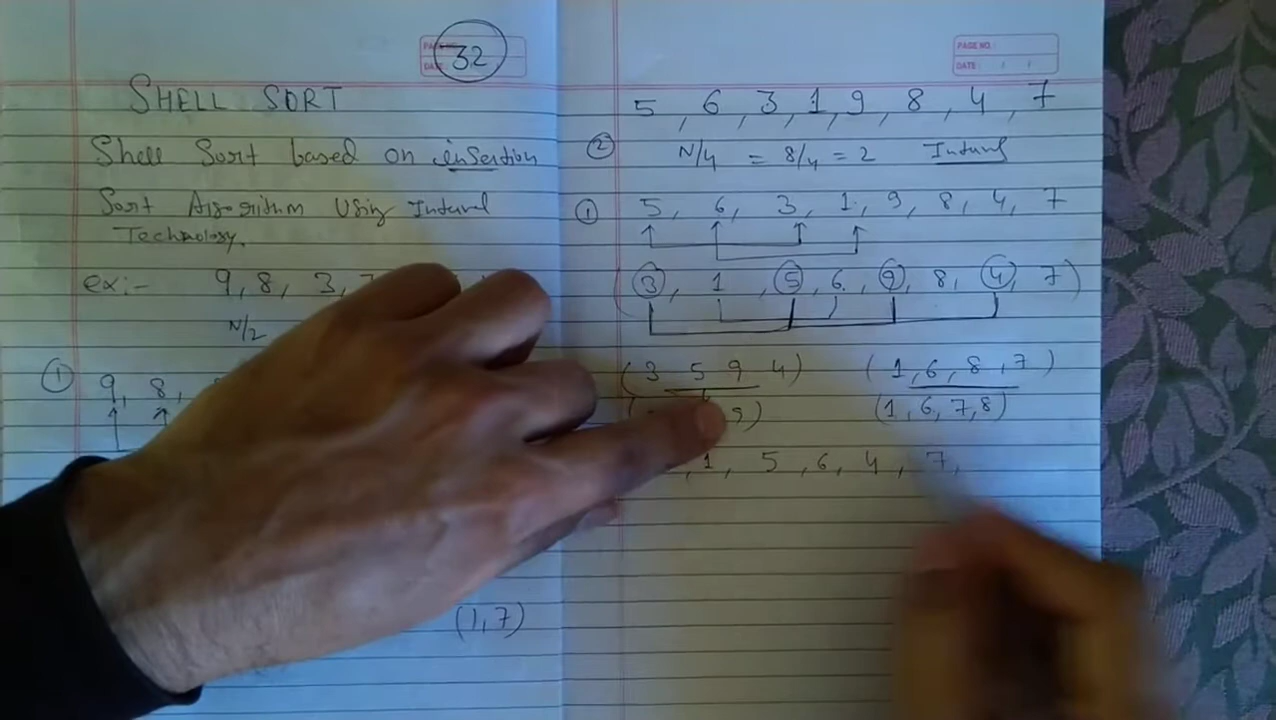 32
SHELL SORT
Shell Sort based on insertion
Sort Algorithm Using Interval
Technology.
ex:- 9, 8, 3, 7
N/2
① 9, 8,
(1, 7)
PAGE NO.:
DATE: / /
5, 6, 3, 1, 9, 8, 4, 7
② N/4 = 8/4 = 2 Interval
① 5, 6, 3, 1, 9, 8, 4, 7
(3, 1, 5, 6, 9, 8, 4, 7)
(3 5 9 4) (1, 6, 8, 7)
9) (1, 6, 7, 8)
, 1, 5, 6, 4, 7,